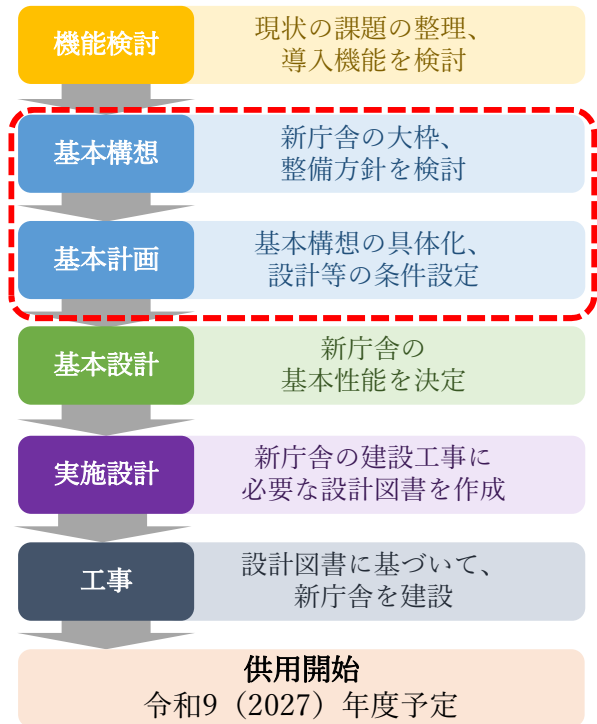 機能検討
現状の課題の整理、
導入機能を検討
基本構想
新庁舎の大枠、
整備方針を検討
基本計画
基本構想の具体化、
設計等の条件設定
基本設計
新庁舎の
基本性能を決定
実施設計
新庁舎の建設工事に
必要な設計図書を作成
工事
設計図書に基づいて、
新庁舎を建設
供用開始
令和9（2027）年度予定